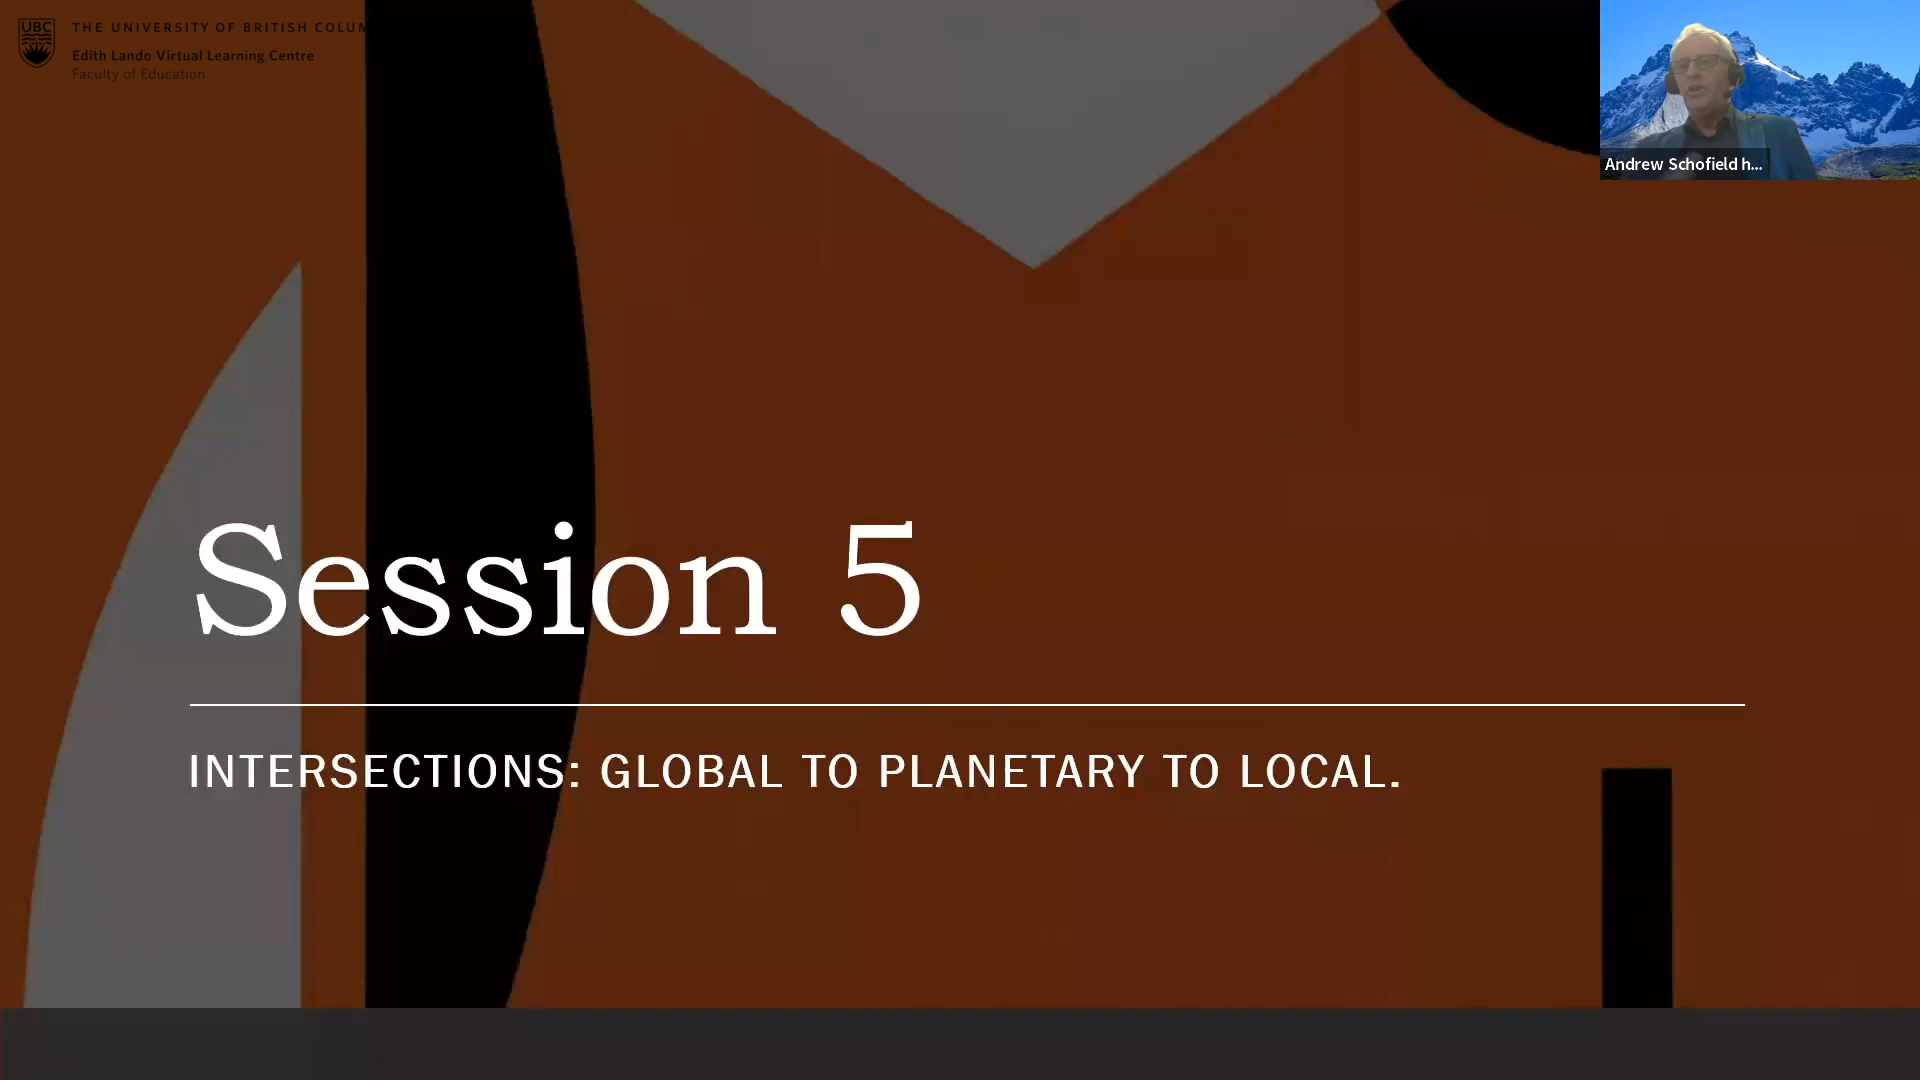 UBC
THE UNIVERSITY OF BRITISH COLUM
Edith Lando Virtual Learning Centre
Faculty of Education
Andrew Schofield h...
Session 5
INTERSECTIONS: GLOBAL TO PLANETARY TO LOCAL.